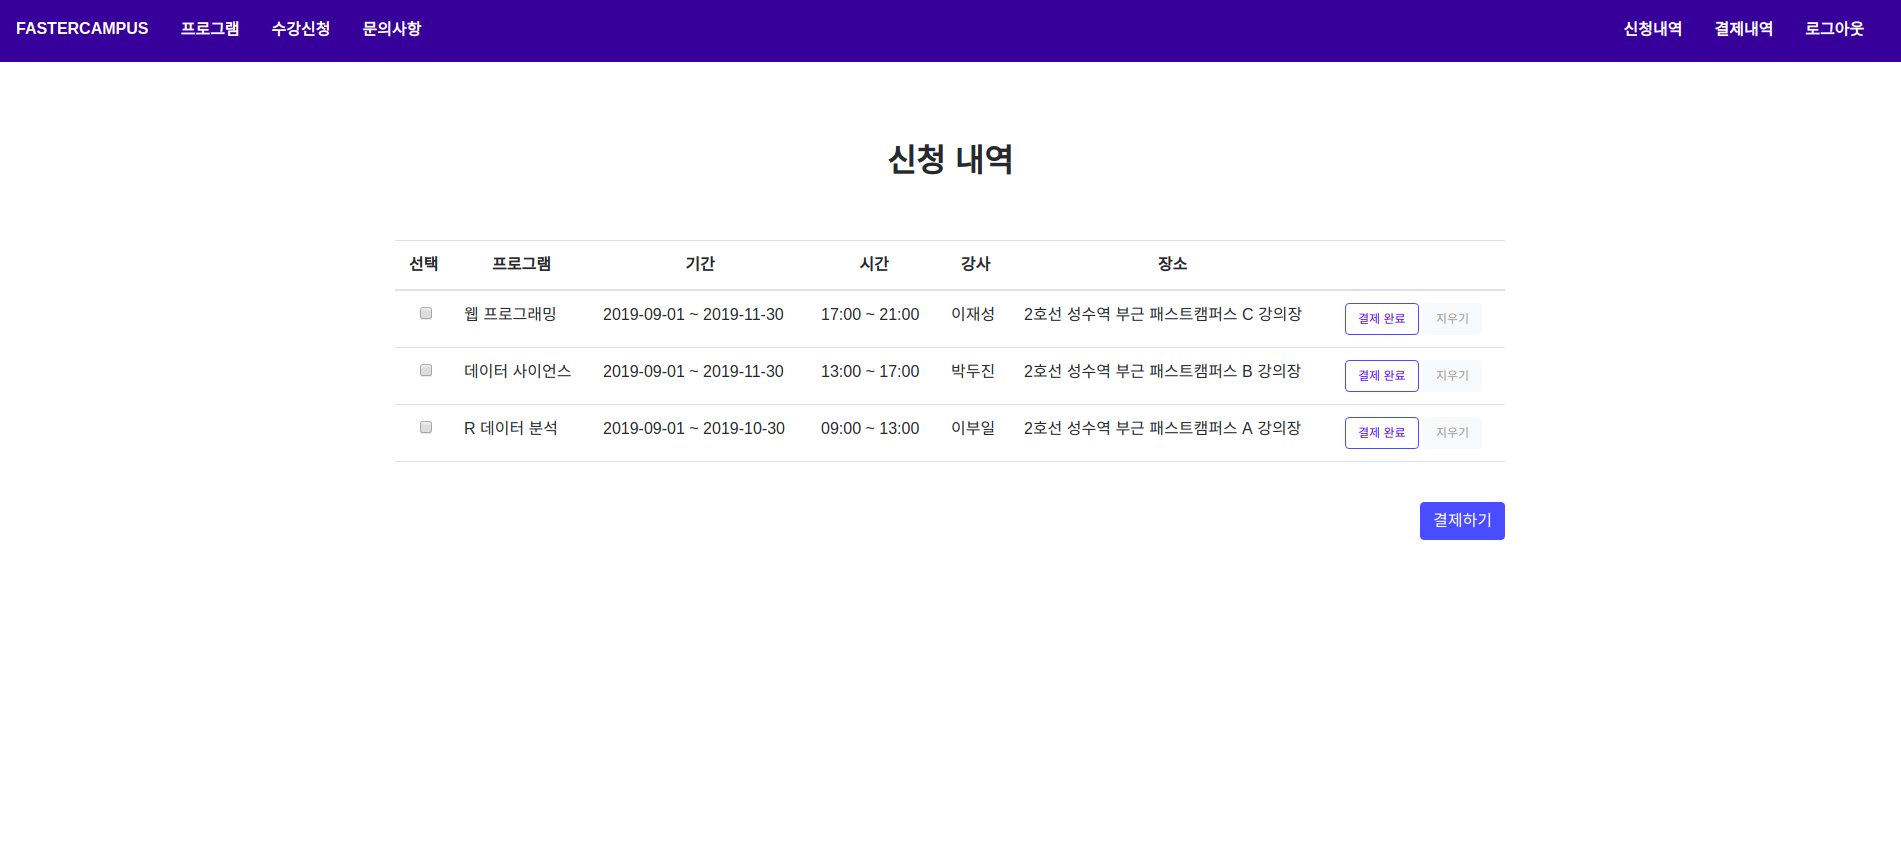 FASTERCAMPUS 프로그램 수강신청 문의사항 신청내역 결제내역 로그아웃
신청 내역
선택 프로그램 기간 시간 강사 장소
웹 프로그래밍 2019-09-01 ~ 2019-11-30 17:00 ~ 21:00 이재성 2호선 성수역 부근 패스트캠퍼스 C 강의장 결제 완료 지우기
데이터 사이언스 2019-09-01 ~ 2019-11-30 13:00 ~ 17:00 박두진 2호선 성수역 부근 패스트캠퍼스 B 강의장 결제 완료 지우기
R 데이터 분석 2019-09-01 ~ 2019-10-30 09:00 ~ 13:00 이부일 2호선 성수역 부근 패스트캠퍼스 A 강의장 결제 완료 지우기
결제하기